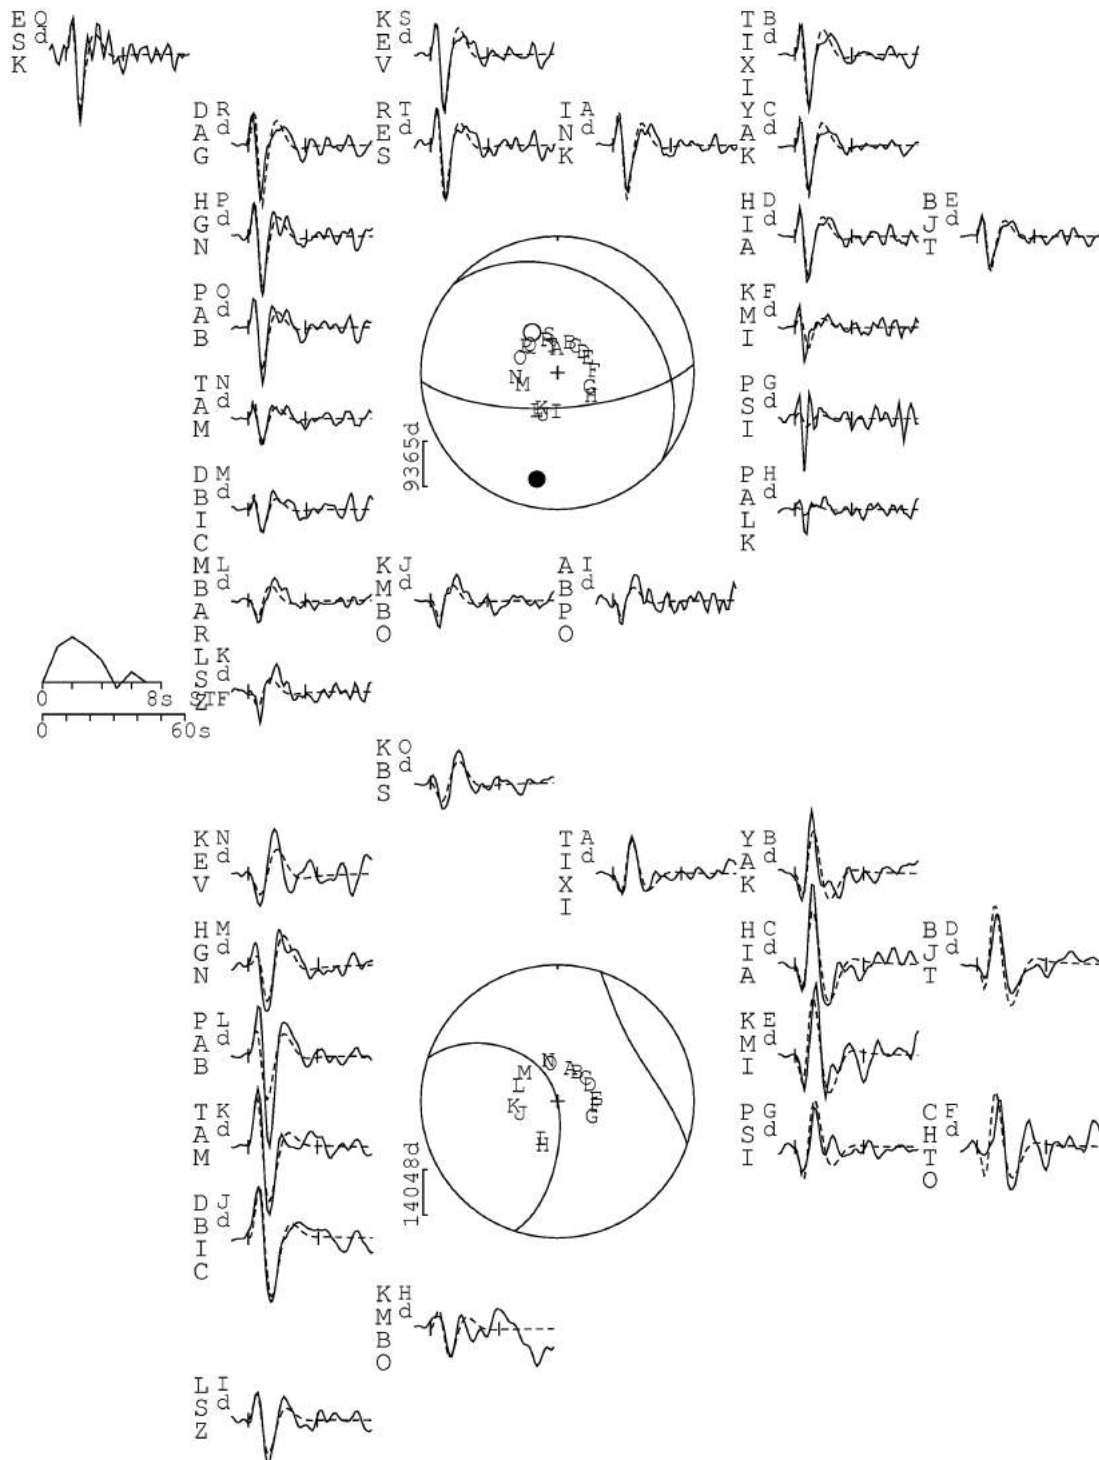 ESK Q d
KEV S d
TIXI B d
DAG R d
RES T d
INK A d
YAK C d
HGN P d
HIA D d
BJT E d
PAB O d
KMI F d
TAM N d
PSI G d
9365d
DBIC M d
PALK H d
MBAR L d
KMBO J d
ABPO I d
LSZ K d
0 8s STF
0 60s
KBS O d
KEV N d
TIXI A d
YAK B d
HGN M d
HIA C d
BJT D d
PAB L d
KMI E d
TAM K d
PSI G d
CHTO F d
14048d
DBIC J d
KMBO H d
LSZ I d